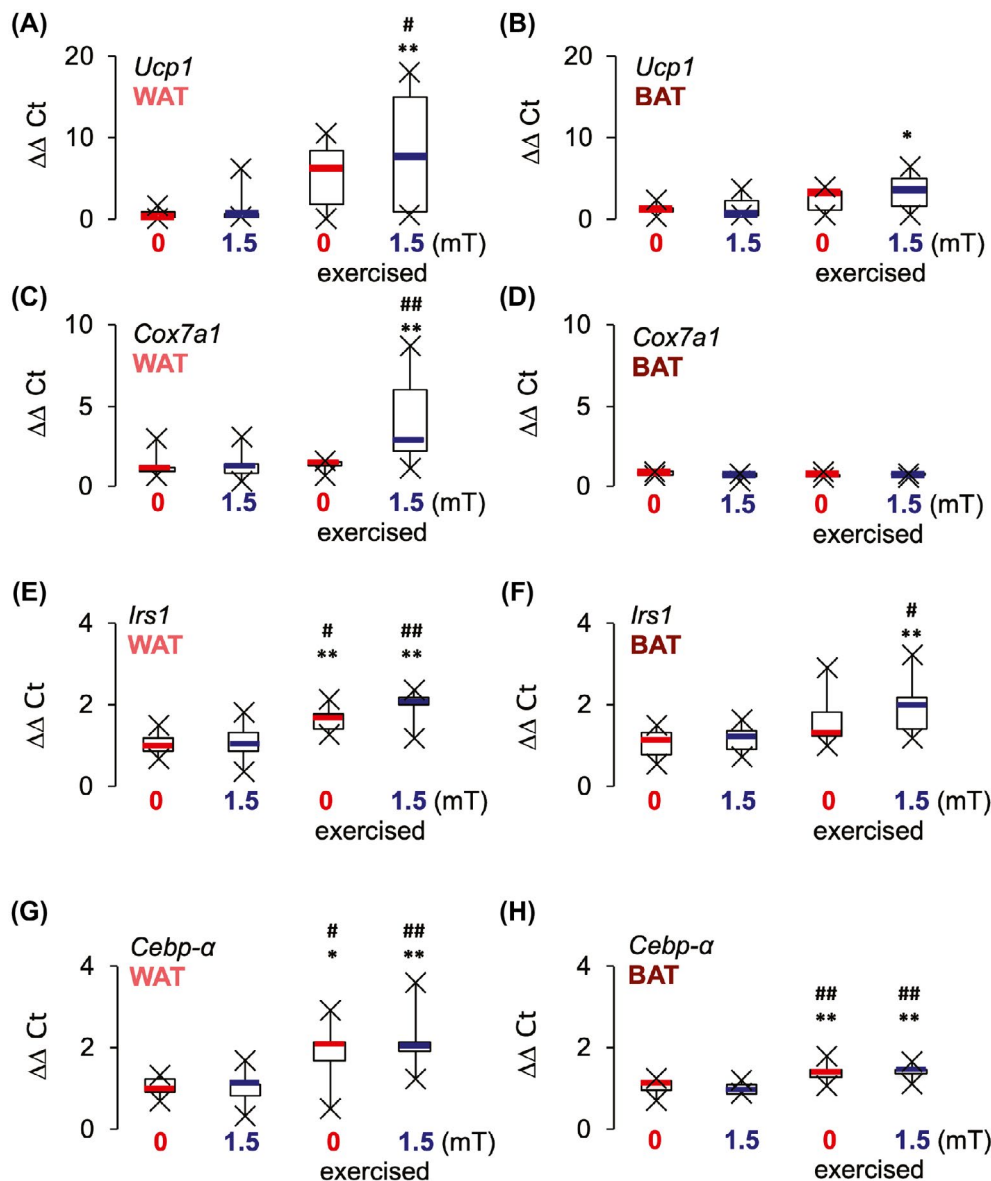 (A)
#
**
20
Ucp1
WAT
10
ΔΔ Ct
0
0 1.5 0 1.5 (mT)
exercised
(B)
20
Ucp1
BAT
*
10
ΔΔ Ct
0
0 1.5 0 1.5 (mT)
exercised
(C)
##
**
10
Cox7a1
WAT
5
ΔΔ Ct
0
0 1.5 0 1.5 (mT)
exercised
(D)
10
Cox7a1
BAT
5
ΔΔ Ct
0
0 1.5 0 1.5 (mT)
exercised
(E)
4
Irs1
WAT
# ##
** **
2
ΔΔ Ct
0
0 1.5 0 1.5 (mT)
exercised
(F)
4
Irs1
BAT
#
**
2
ΔΔ Ct
0
0 1.5 0 1.5 (mT)
exercised
(G)
# ##
* **
4
Cebp-α
WAT
2
ΔΔ Ct
0
0 1.5 0 1.5 (mT)
exercised
(H)
4
Cebp-α
BAT
## ##
** **
2
ΔΔ Ct
0
0 1.5 0 1.5 (mT)
exercised